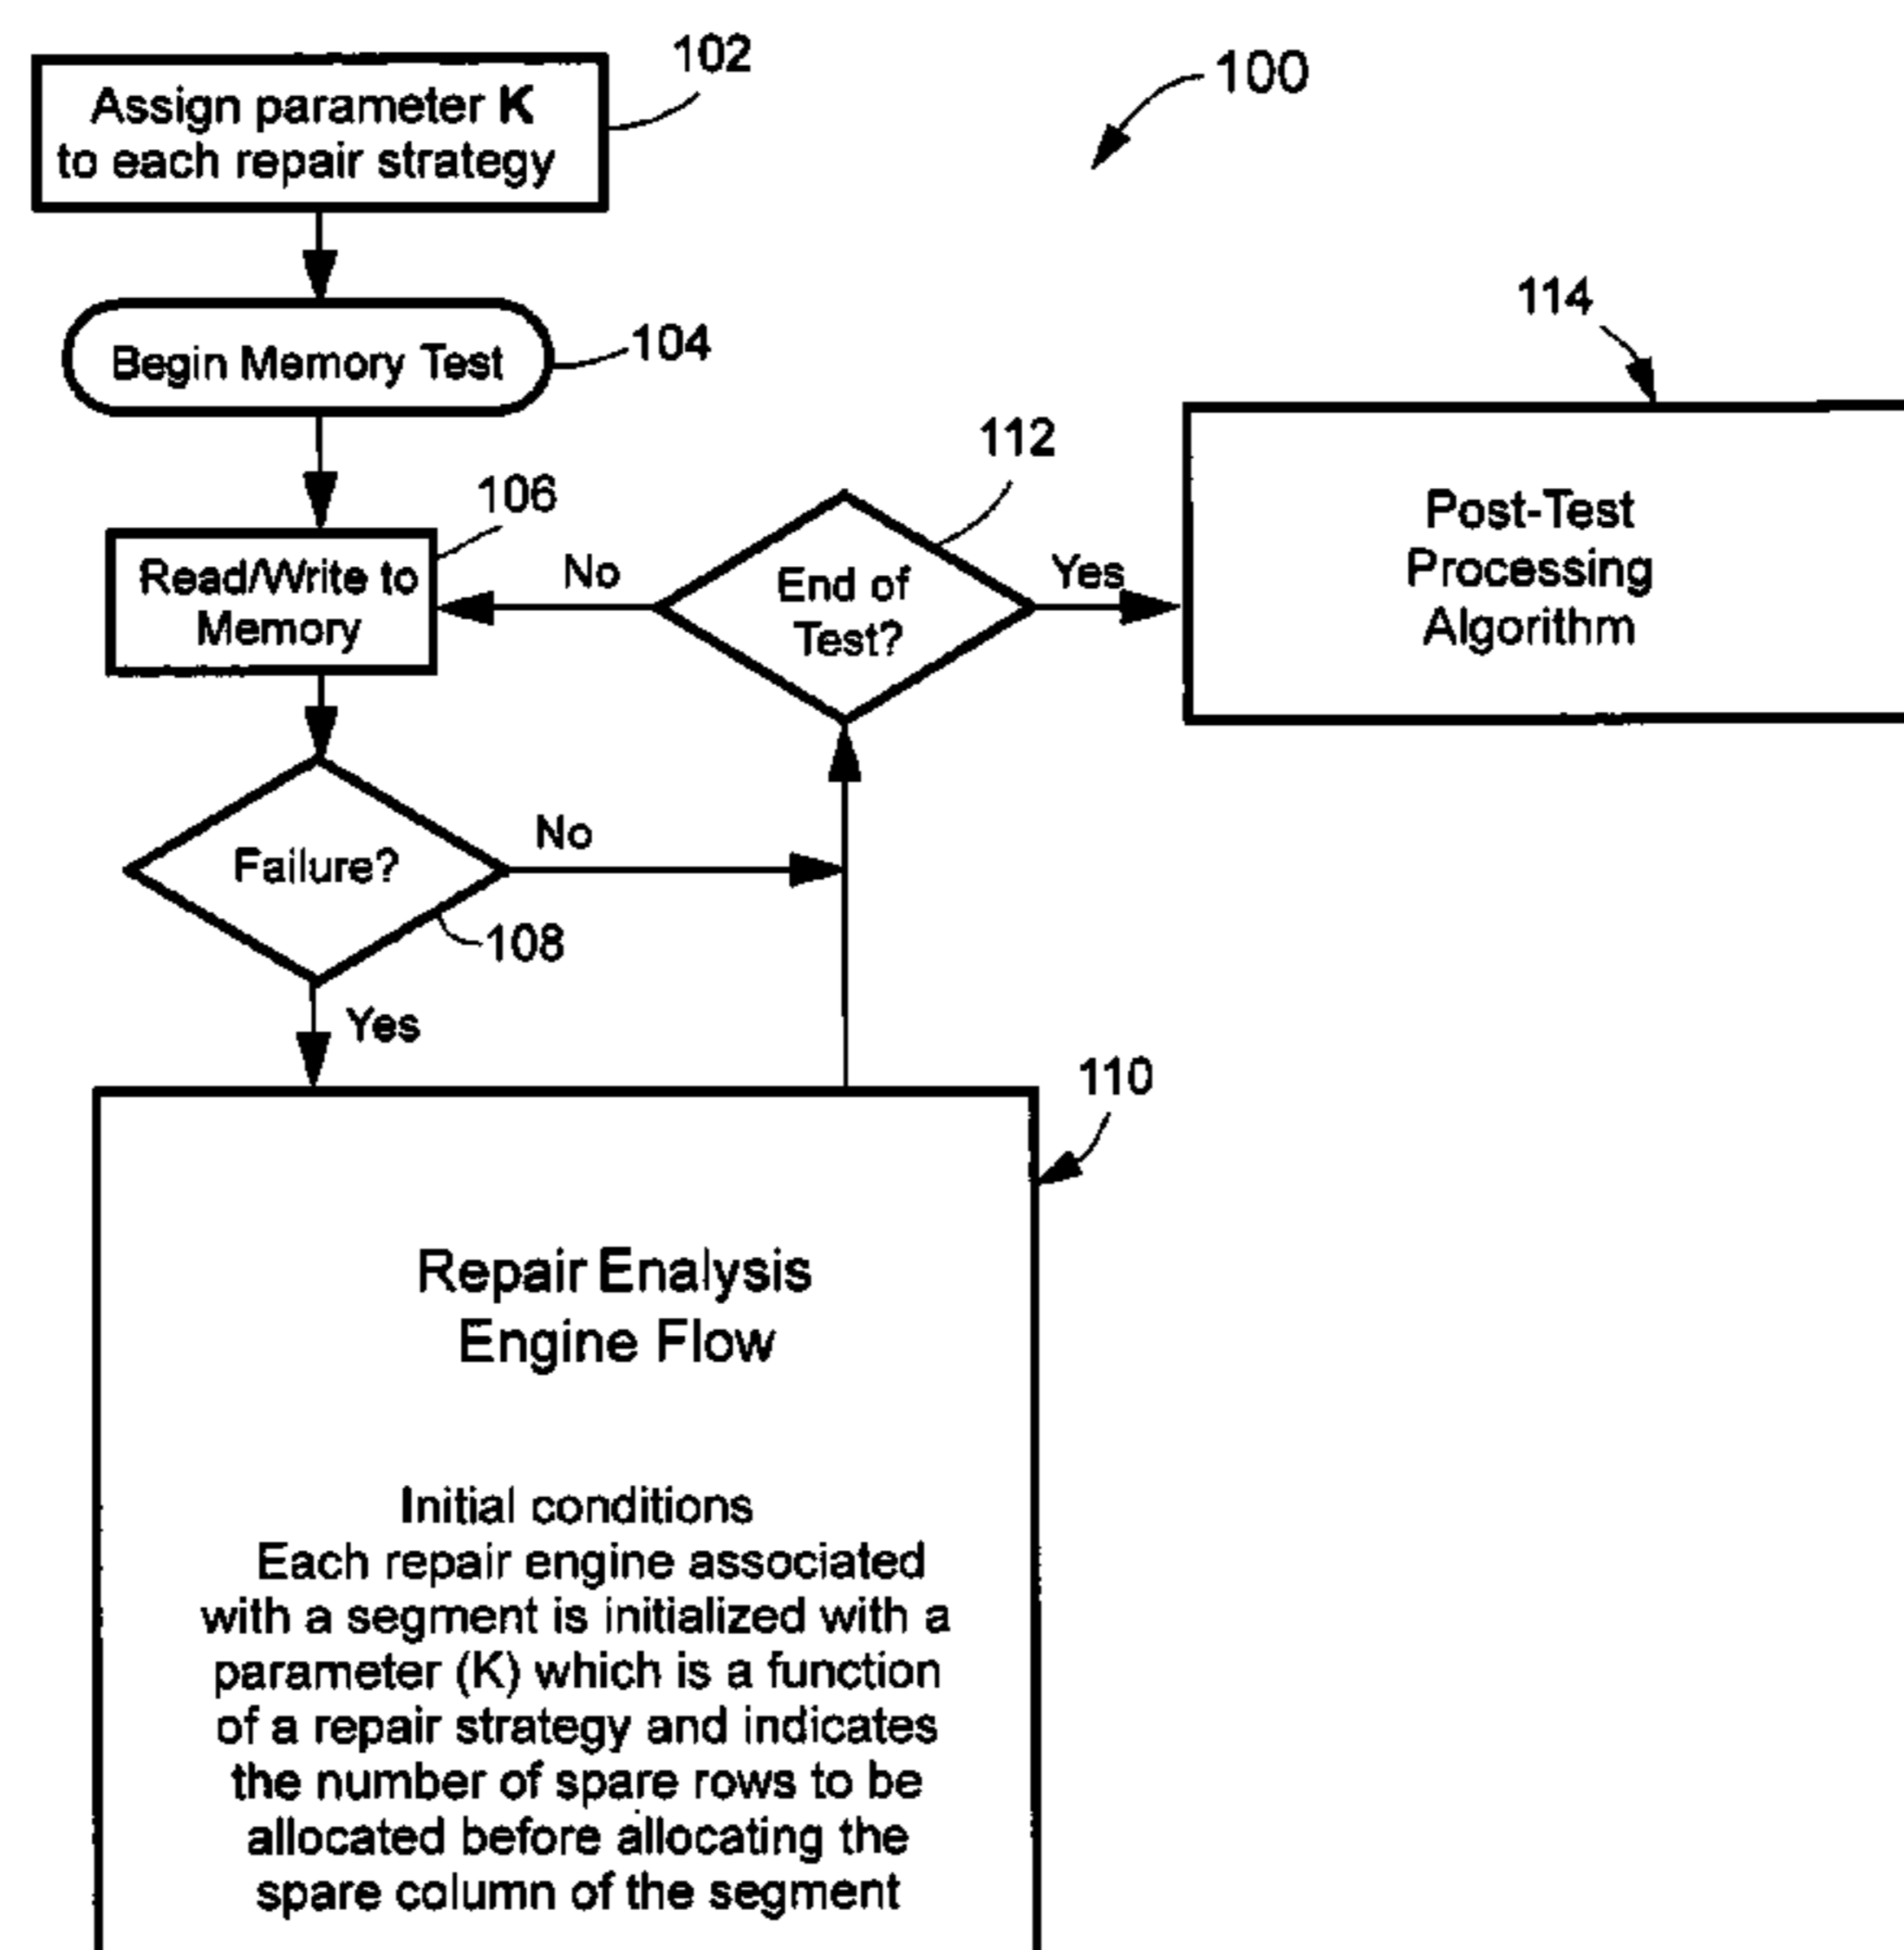 102
100
Assign parameter K
to each repair strategy
Begin Memory Test
104
114
112
106
Read/Write to
Memory
No
End of
Test?
Yes
Post-Test
Processing
Algorithm
Failure?
No
108
Yes
110
Repair Enalysis
Engine Flow
Initial conditions
Each repair engine associated
with a segment is initialized with a
parameter (K) which is a function
of a repair strategy and indicates
the number of spare rows to be
allocated before allocating the
spare column of the segment